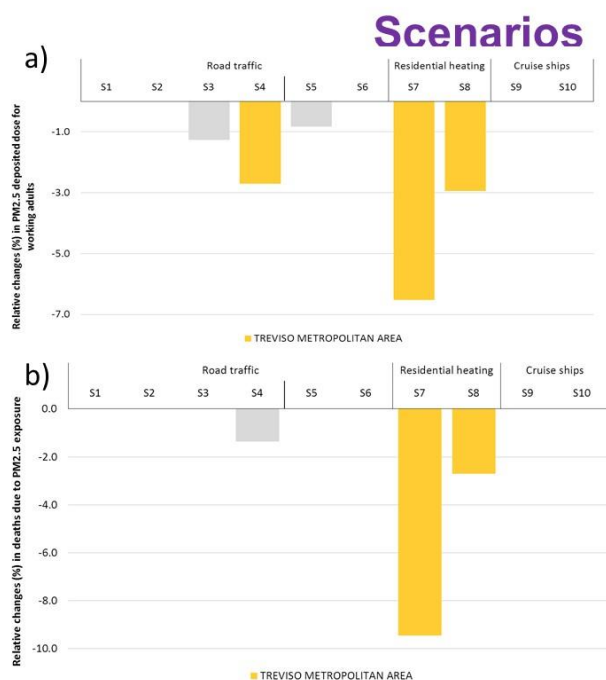 Scenarios
a)
Road traffic Residential heating Cruise ships
S1 S2 S3 S4 S5 S6 S7 S8 S9 S10
-1.0
-3.0
-5.0
-7.0
Relative changes (%) in PM2.5 deposited dose for
working adults
TREVISO METROPOLITAN AREA
b)
Road traffic Residential heating Cruise ships
S1 S2 S3 S4 S5 S6 S7 S8 S9 S10
0.0
-2.0
-4.0
-6.0
-8.0
-10.0
Relative changes (%) in deaths due to PM2.5 exposure
TREVISO METROPOLITAN AREA